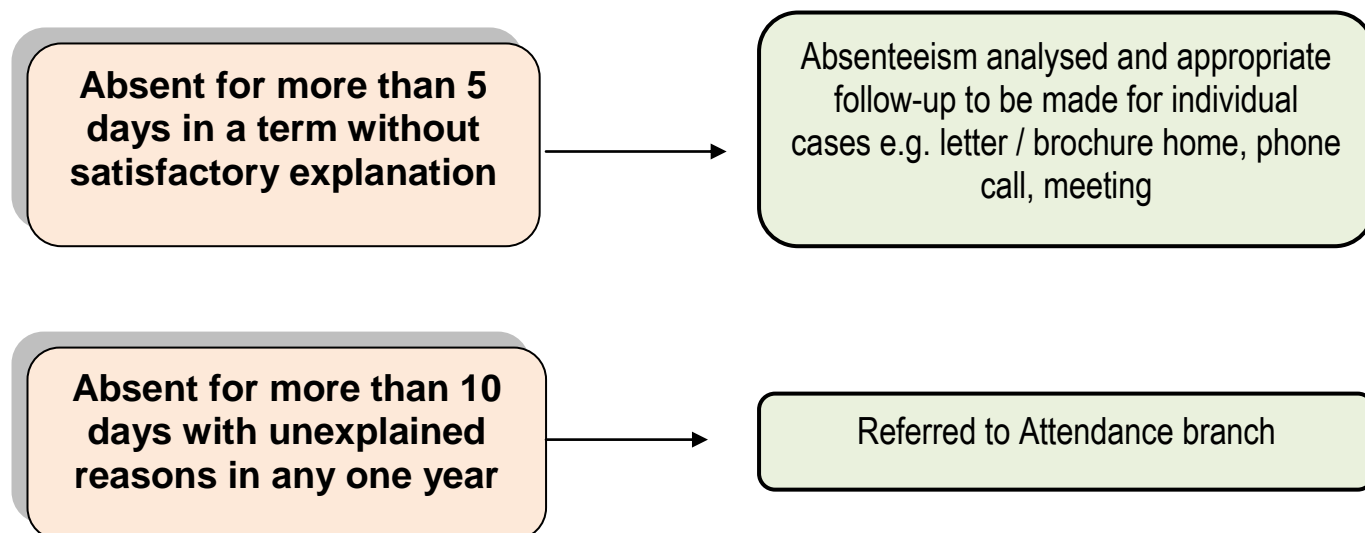 Absent for more than 5
days in a term without
satisfactory explanation
Absenteeism analysed and appropriate
follow-up to be made for individual
cases e.g. letter / brochure home, phone
call, meeting
Absent for more than 10
days with unexplained
reasons in any one year
Referred to Attendance branch